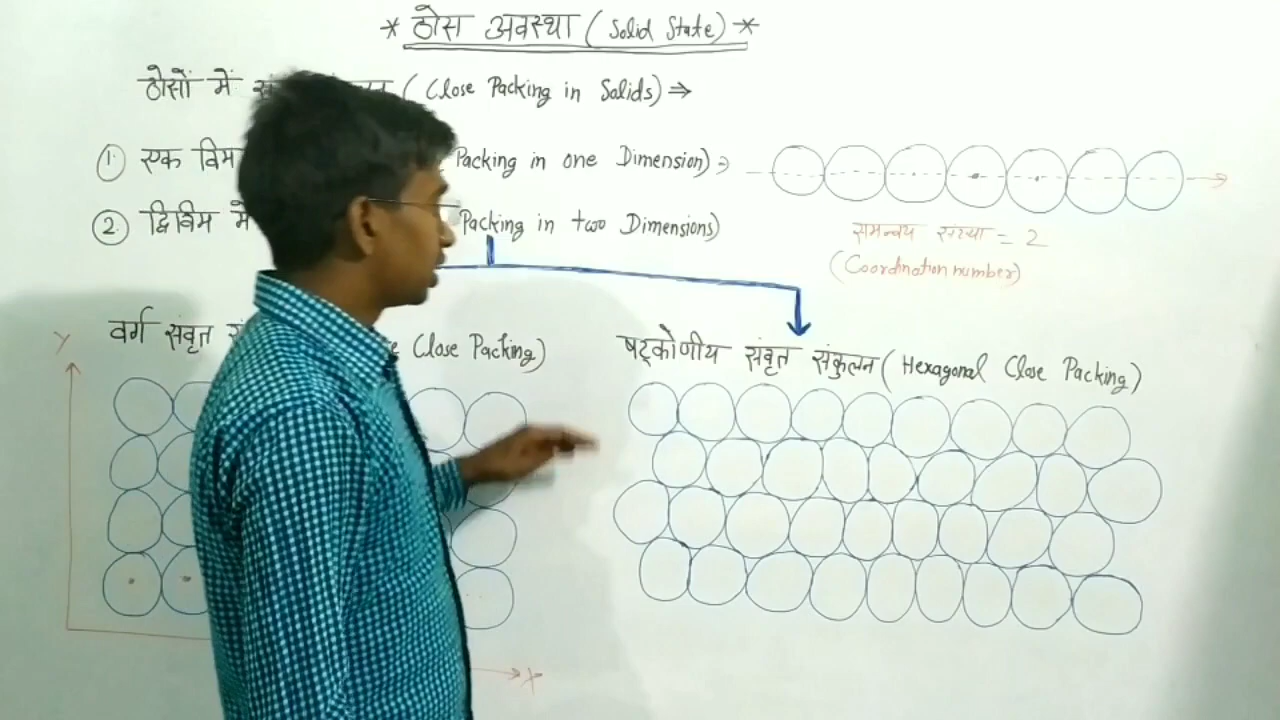 * ठोस अवस्था ( Solid State) *
ठोसों में ( Close Packing in Solids) ⇒
1. एक विम Packing in one Dimension) ⇒
2. द्विविम में Packing in two Dimensions)
समन्वय संख्या = 2
(Coordination number)
वर्ग संवृत Close Packing)
षट्कोणीय संवृत संकुलन ( Hexagonal Close Packing)
Y
X